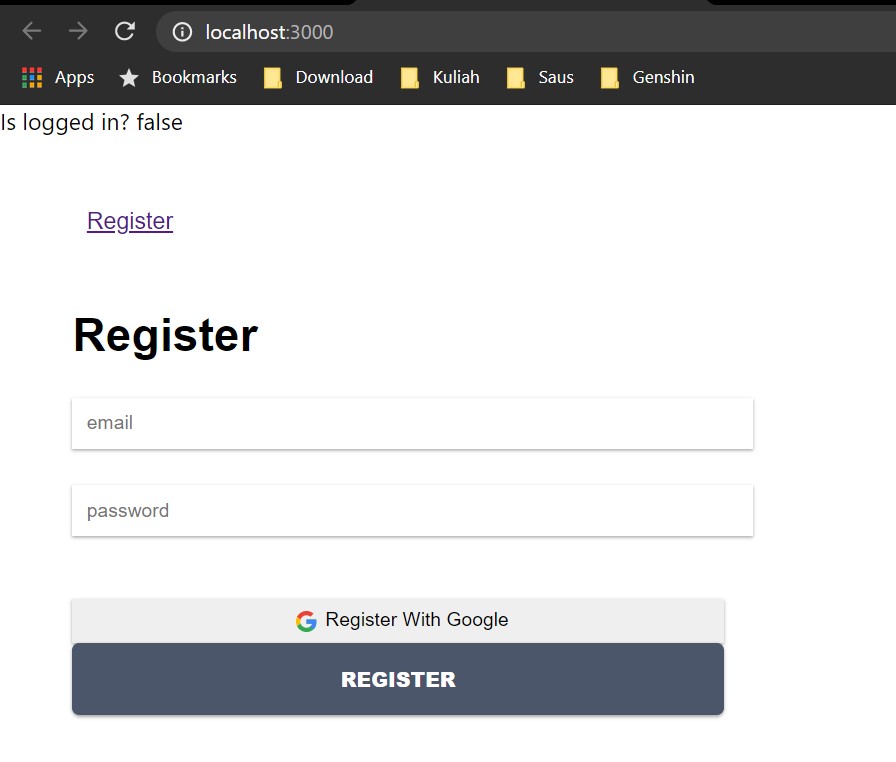 localhost:3000
Apps Bookmarks Download Kuliah Saus Genshin
Is logged in? false
Register
Register
email
password
Register With Google
REGISTER